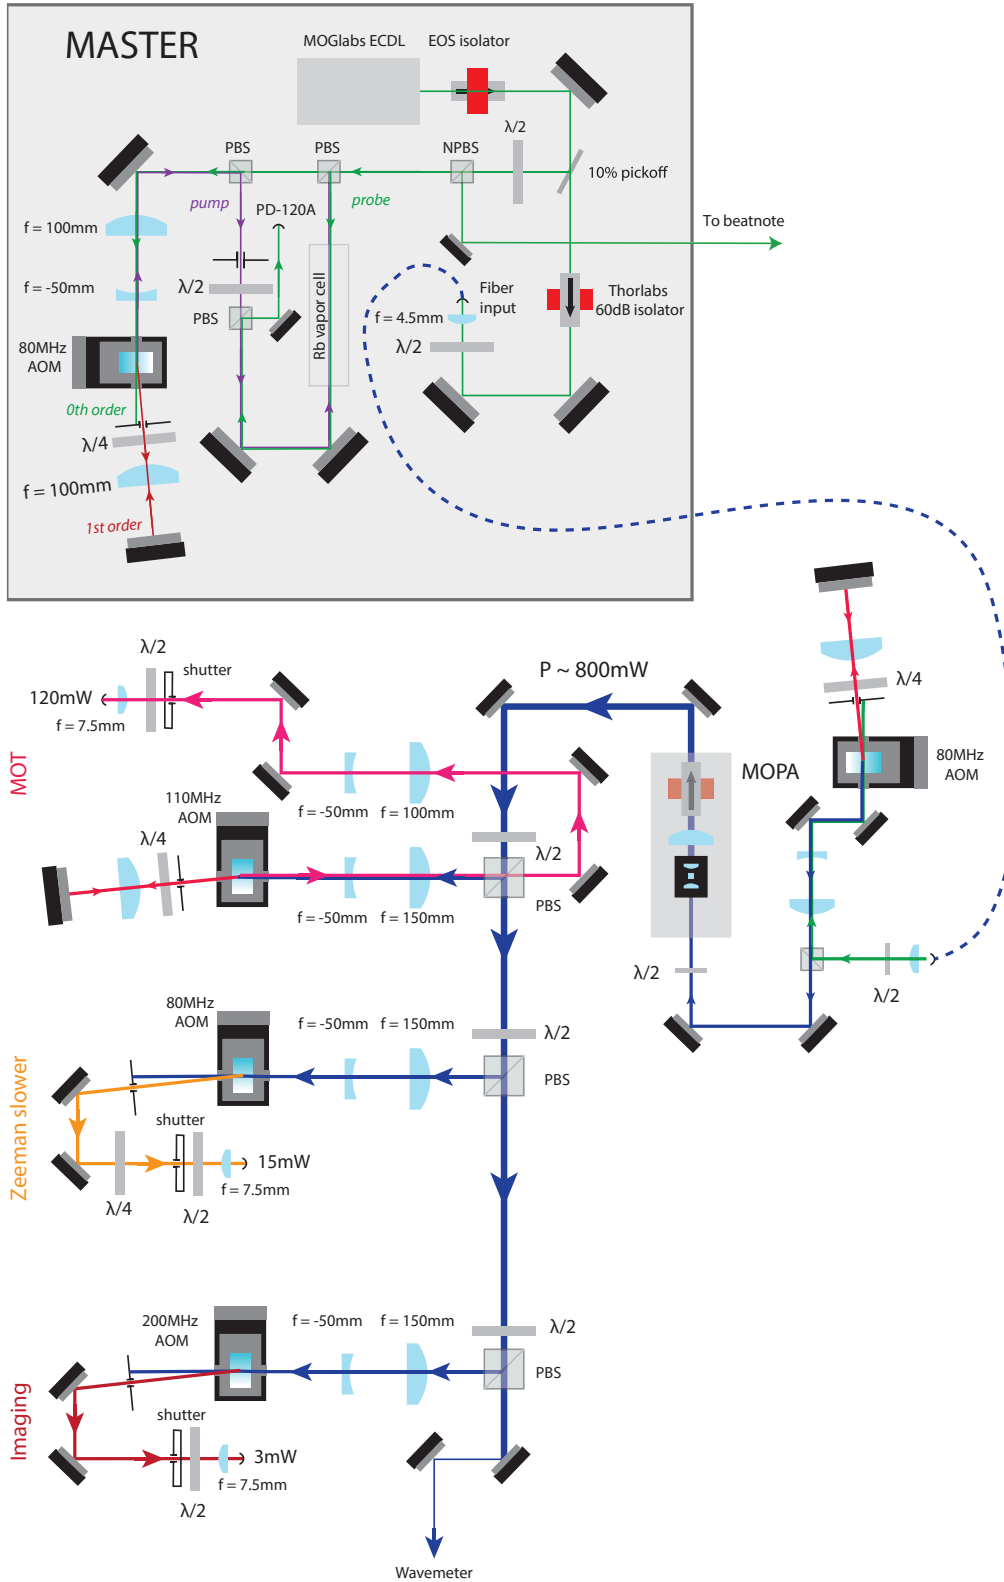 MASTER
MOGlabs ECDL
EOS isolator
λ/2
PBS
PBS
NPBS
10% pickoff
pump
PD-120A
probe
To beatnote
f = 100mm
f = -50mm
λ/2
PBS
Rb vapor cell
Fiber
input
f = 4.5mm
λ/2
Thorlabs
60dB isolator
80MHz
AOM
0th order
λ/4
f = 100mm
1st order
λ/2
shutter
120mW
f = 7.5mm
P ~ 800mW
λ/4
MOT
MOPA
80MHz
AOM
110MHz
AOM
f = -50mm
f = 100mm
λ/4
λ/2
f = -50mm
f = 150mm
PBS
λ/2
λ/2
80MHz
AOM
f = -50mm
f = 150mm
λ/2
PBS
Zeeman slower
shutter
15mW
f = 7.5mm
λ/4
λ/2
200MHz
AOM
f = -50mm
f = 150mm
λ/2
PBS
Imaging
shutter
3mW
f = 7.5mm
λ/2
Wavemeter